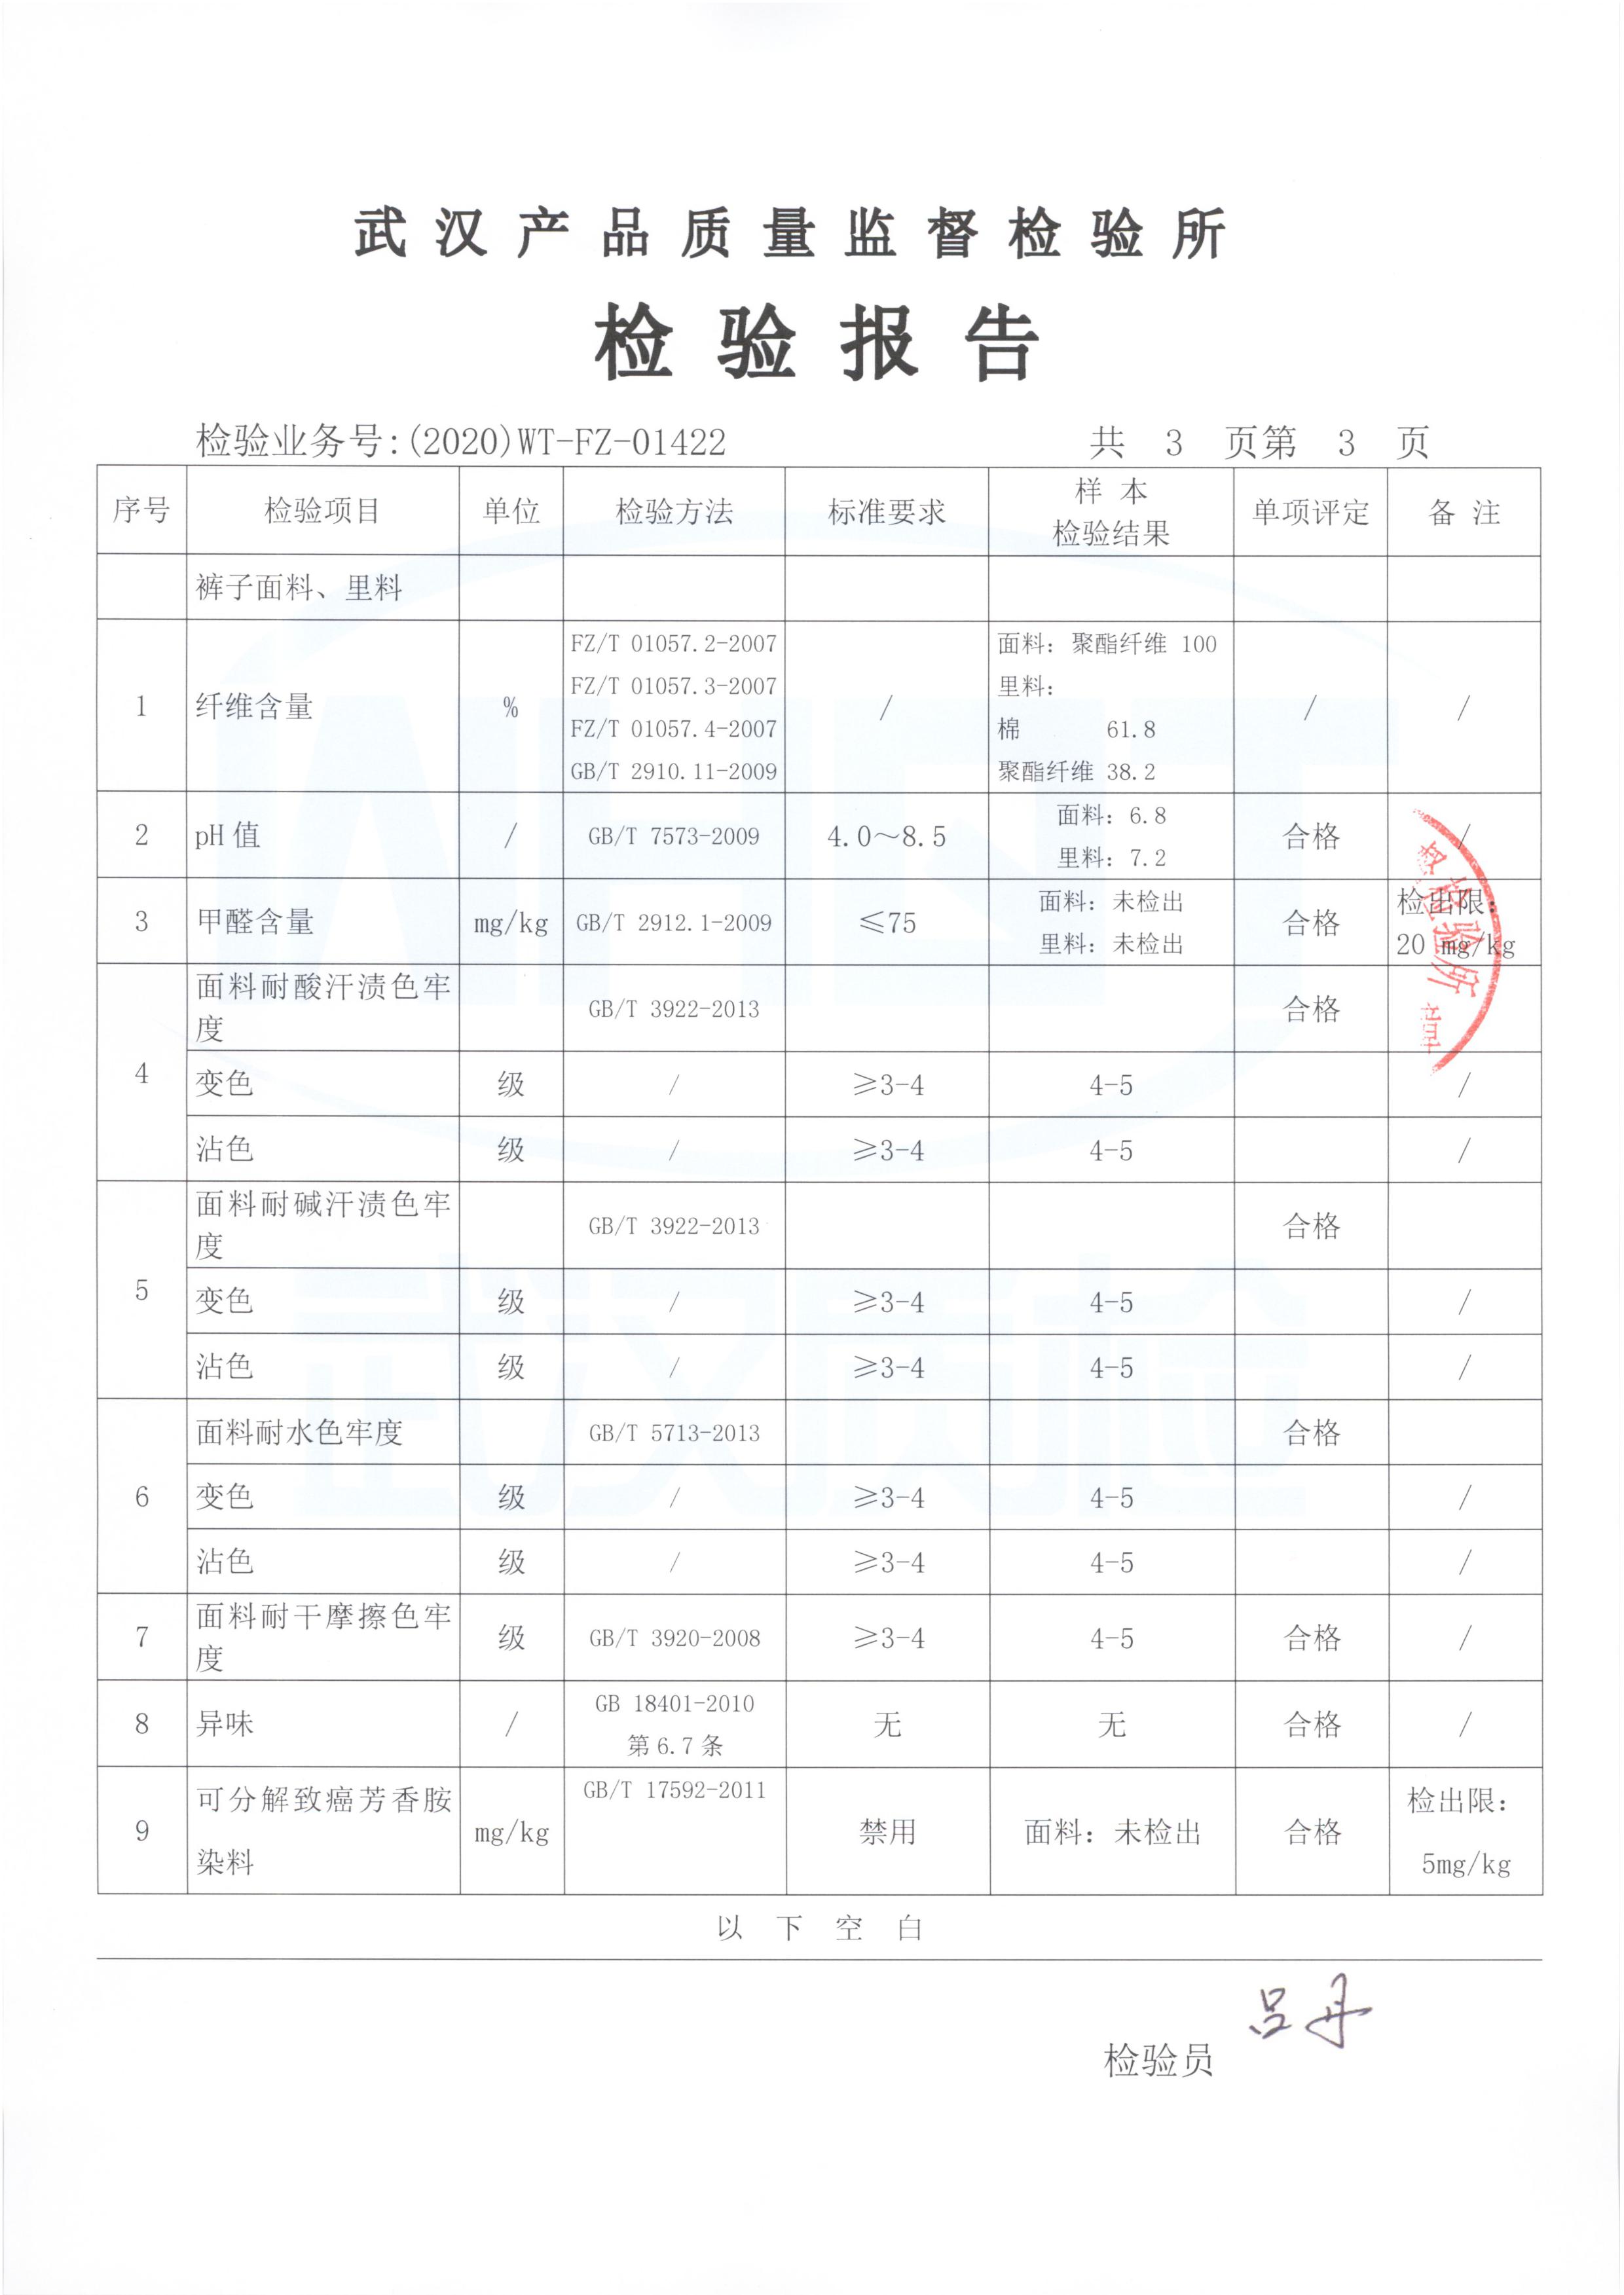 武汉产品质量监督检验所
检验报告
检验业务号:(2020)WT-FZ-01422 共 3 页第 3 页
序号 检验项目 单位 检验方法 标准要求 样 本 检验结果 单项评定 备 注
裤子面料、里料
1 纤维含量 % FZ/T 01057.2-2007 / 面料: 聚酯纤维 100 / /
FZ/T 01057.3-2007 里料:
FZ/T 01057.4-2007 棉 61.8
GB/T 2910.11-2009 聚酯纤维 38.2
2 pH 值 / GB/T 7573-2009 4.0～8.5 面料: 6.8 合格 /
里料: 7.2
3 甲醛含量 mg/kg GB/T 2912.1-2009 ≤75 面料: 未检出 合格 检出限:
里料: 未检出 20 mg/kg
4 面料耐酸汗渍色牢度 GB/T 3922-2013 合格
变色 级 / ≥3-4 4-5 /
沾色 级 / ≥3-4 4-5 /
5 面料耐碱汗渍色牢度 GB/T 3922-2013 合格
变色 级 / ≥3-4 4-5 /
沾色 级 / ≥3-4 4-5 /
6 面料耐水色牢度 GB/T 5713-2013 合格
变色 级 / ≥3-4 4-5 /
沾色 级 / ≥3-4 4-5 /
7 面料耐干摩擦色牢度 级 GB/T 3920-2008 ≥3-4 4-5 合格 /
8 异味 / GB 18401-2010 无 无 合格 /
第 6.7 条
9 可分解致癌芳香胺 mg/kg GB/T 17592-2011 禁用 面料: 未检出 合格 检出限:
染料 5mg/kg
以下空白
检验员 吕丹
检验所
武汉质检